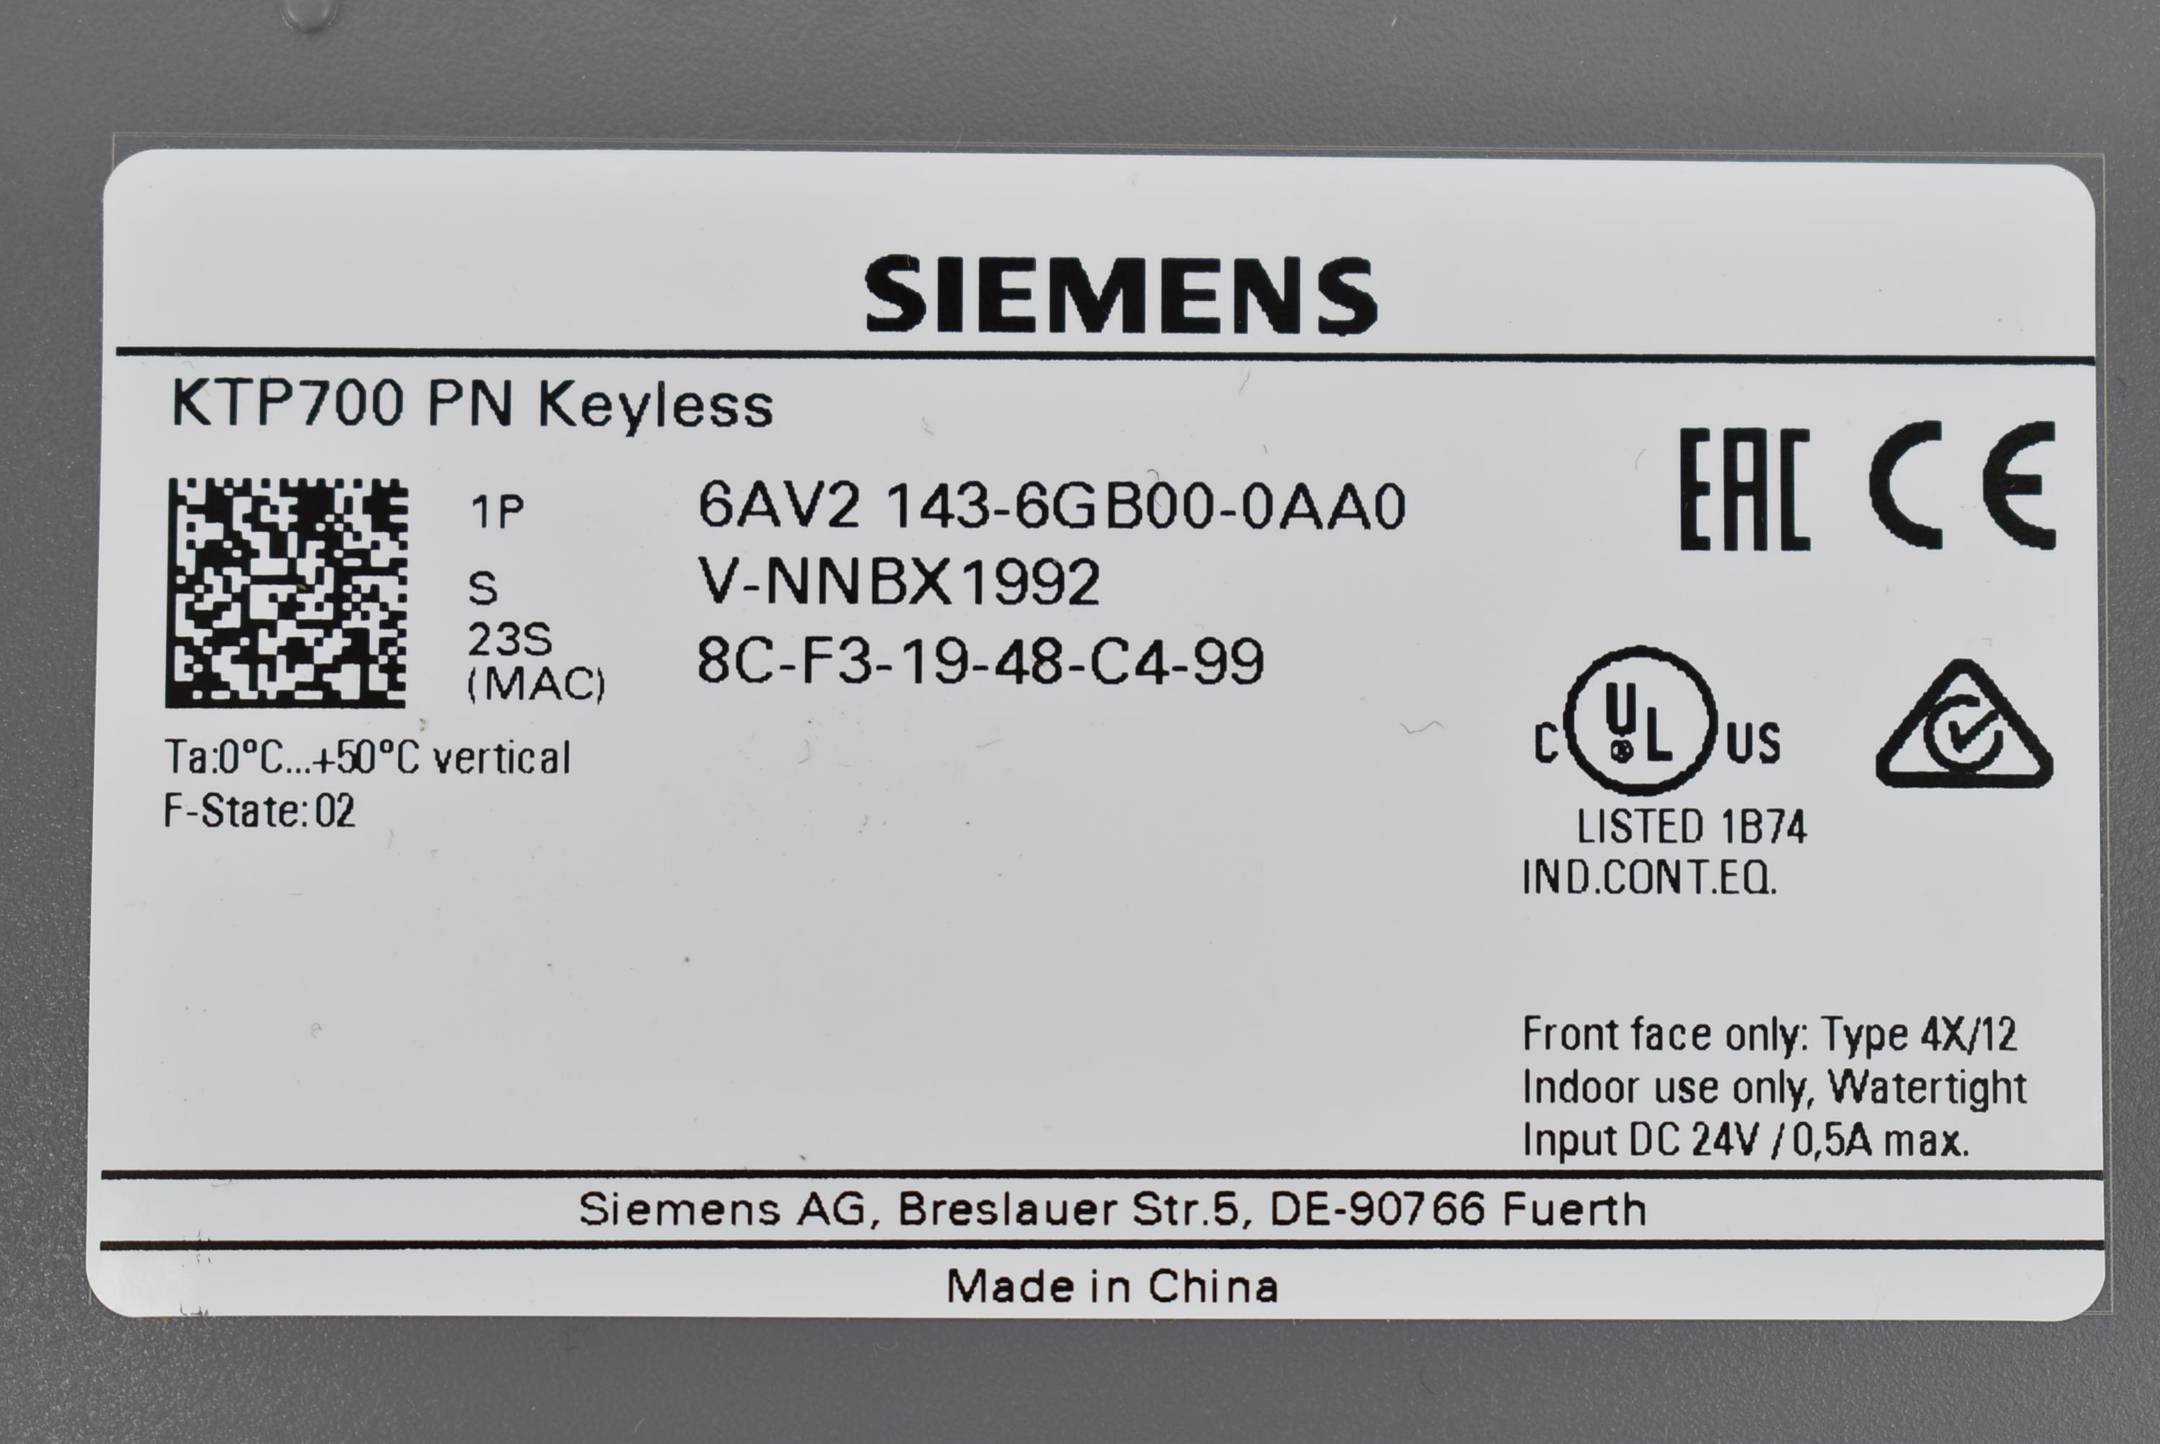 SIEMENS
KTP700 PN Keyless
1P 6AV2 143-6GB00-0AA0
S V-NNBX1992
23S
(MAC) 8C-F3-19-48-C4-99
Ta:0°C...+50°C vertical
F-State:02
EAC CE
C UL US
LISTED 1B74
IND.CONT.EQ.
Front face only: Type 4X/12
Indoor use only, Watertight
Input DC 24V / 0,5A max.
Siemens AG, Breslauer Str.5, DE-90766 Fuerth
Made in China